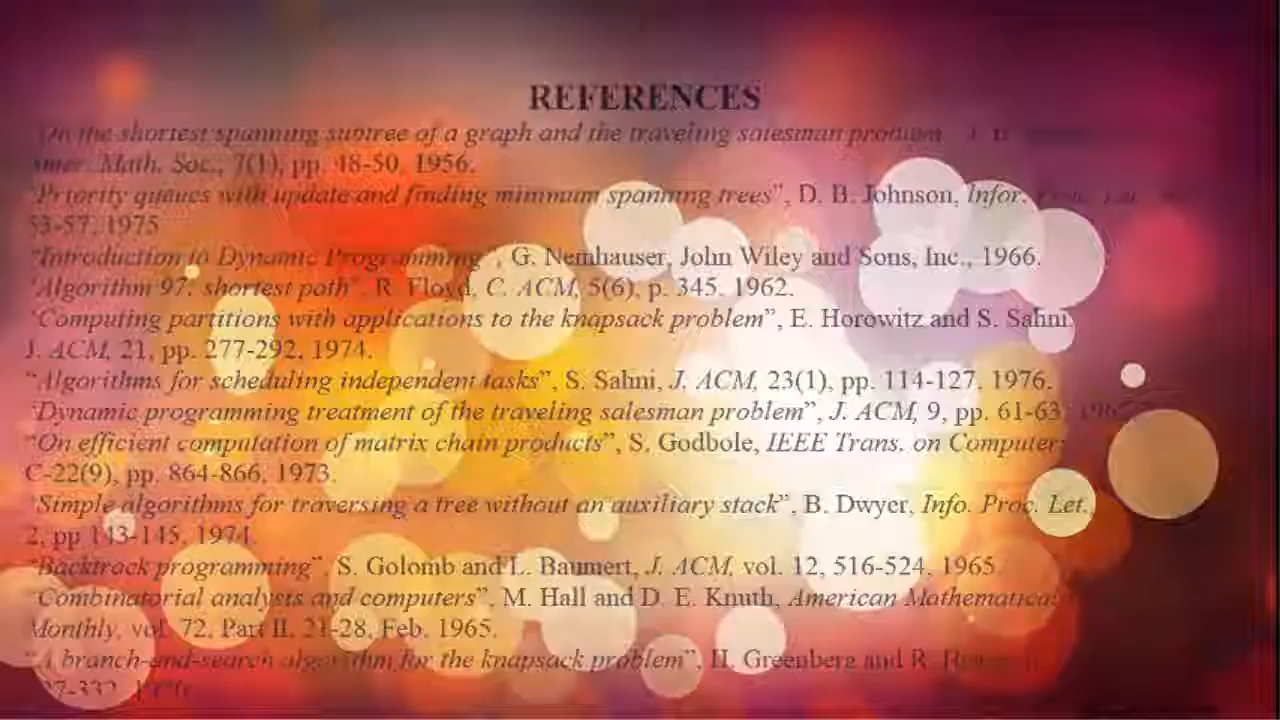 REFERENCES
On the shortest spanning subtree of a graph and the traveling salesman problem
Amer. Math. Soc., 7(1), pp. 48-50, 1956.
“Priority queues with update and finding minimum spanning trees”, D. B. Johnson, Infor.
53-57, 1975
“Introduction to Dynamic Programming”, G. Nemhauser, John Wiley and Sons, Inc., 1966.
“Algorithm 97: shortest path”, R. Floyd, C. ACM, 5(6), p. 345, 1962.
“Computing partitions with applications to the knapsack problem”, E. Horowitz and S. Sahni,
J. ACM, 21, pp. 277-292, 1974.
“Algorithms for scheduling independent tasks”, S. Sahni, J. ACM, 23(1), pp. 114-127, 1976.
“Dynamic programming treatment of the traveling salesman problem”, J. ACM, 9, pp. 61-63,
“On efficient computation of matrix chain products”, S. Godbole, IEEE Trans. on Computer
C-22(9), pp. 864-866, 1973.
“Simple algorithms for traversing a tree without an auxiliary stack”, B. Dwyer, Info. Proc. Let.,
2, pp 143-145, 1974.
“Backtrack programming”, S. Golomb and L. Baumert, J. ACM, vol. 12, 516-524, 1965
“Combinatorial analysis and computers”, M. Hall and D. E. Knuth, American Mathematical
Monthly, vol. 72, Part II, 21-28, Feb. 1965.
“A branch-and-search algorithm for the knapsack problem”, H. Greenberg and R.